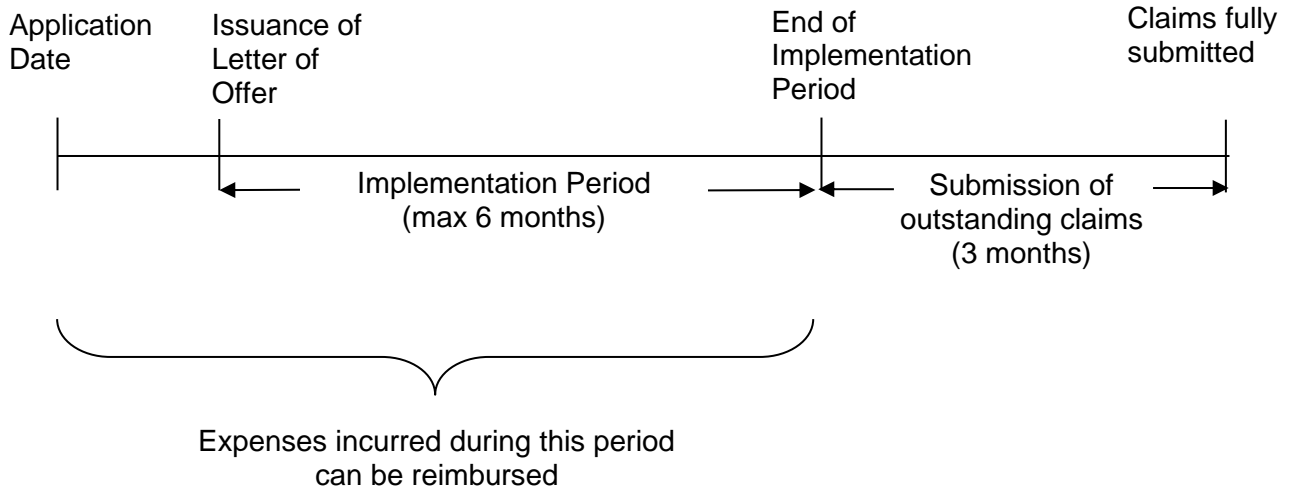 Application
Date
Issuance of
Letter of
Offer
End of
Implementation
Period
Claims fully
submitted
Implementation Period
(max 6 months)
Submission of
outstanding claims
(3 months)
Expenses incurred during this period
can be reimbursed